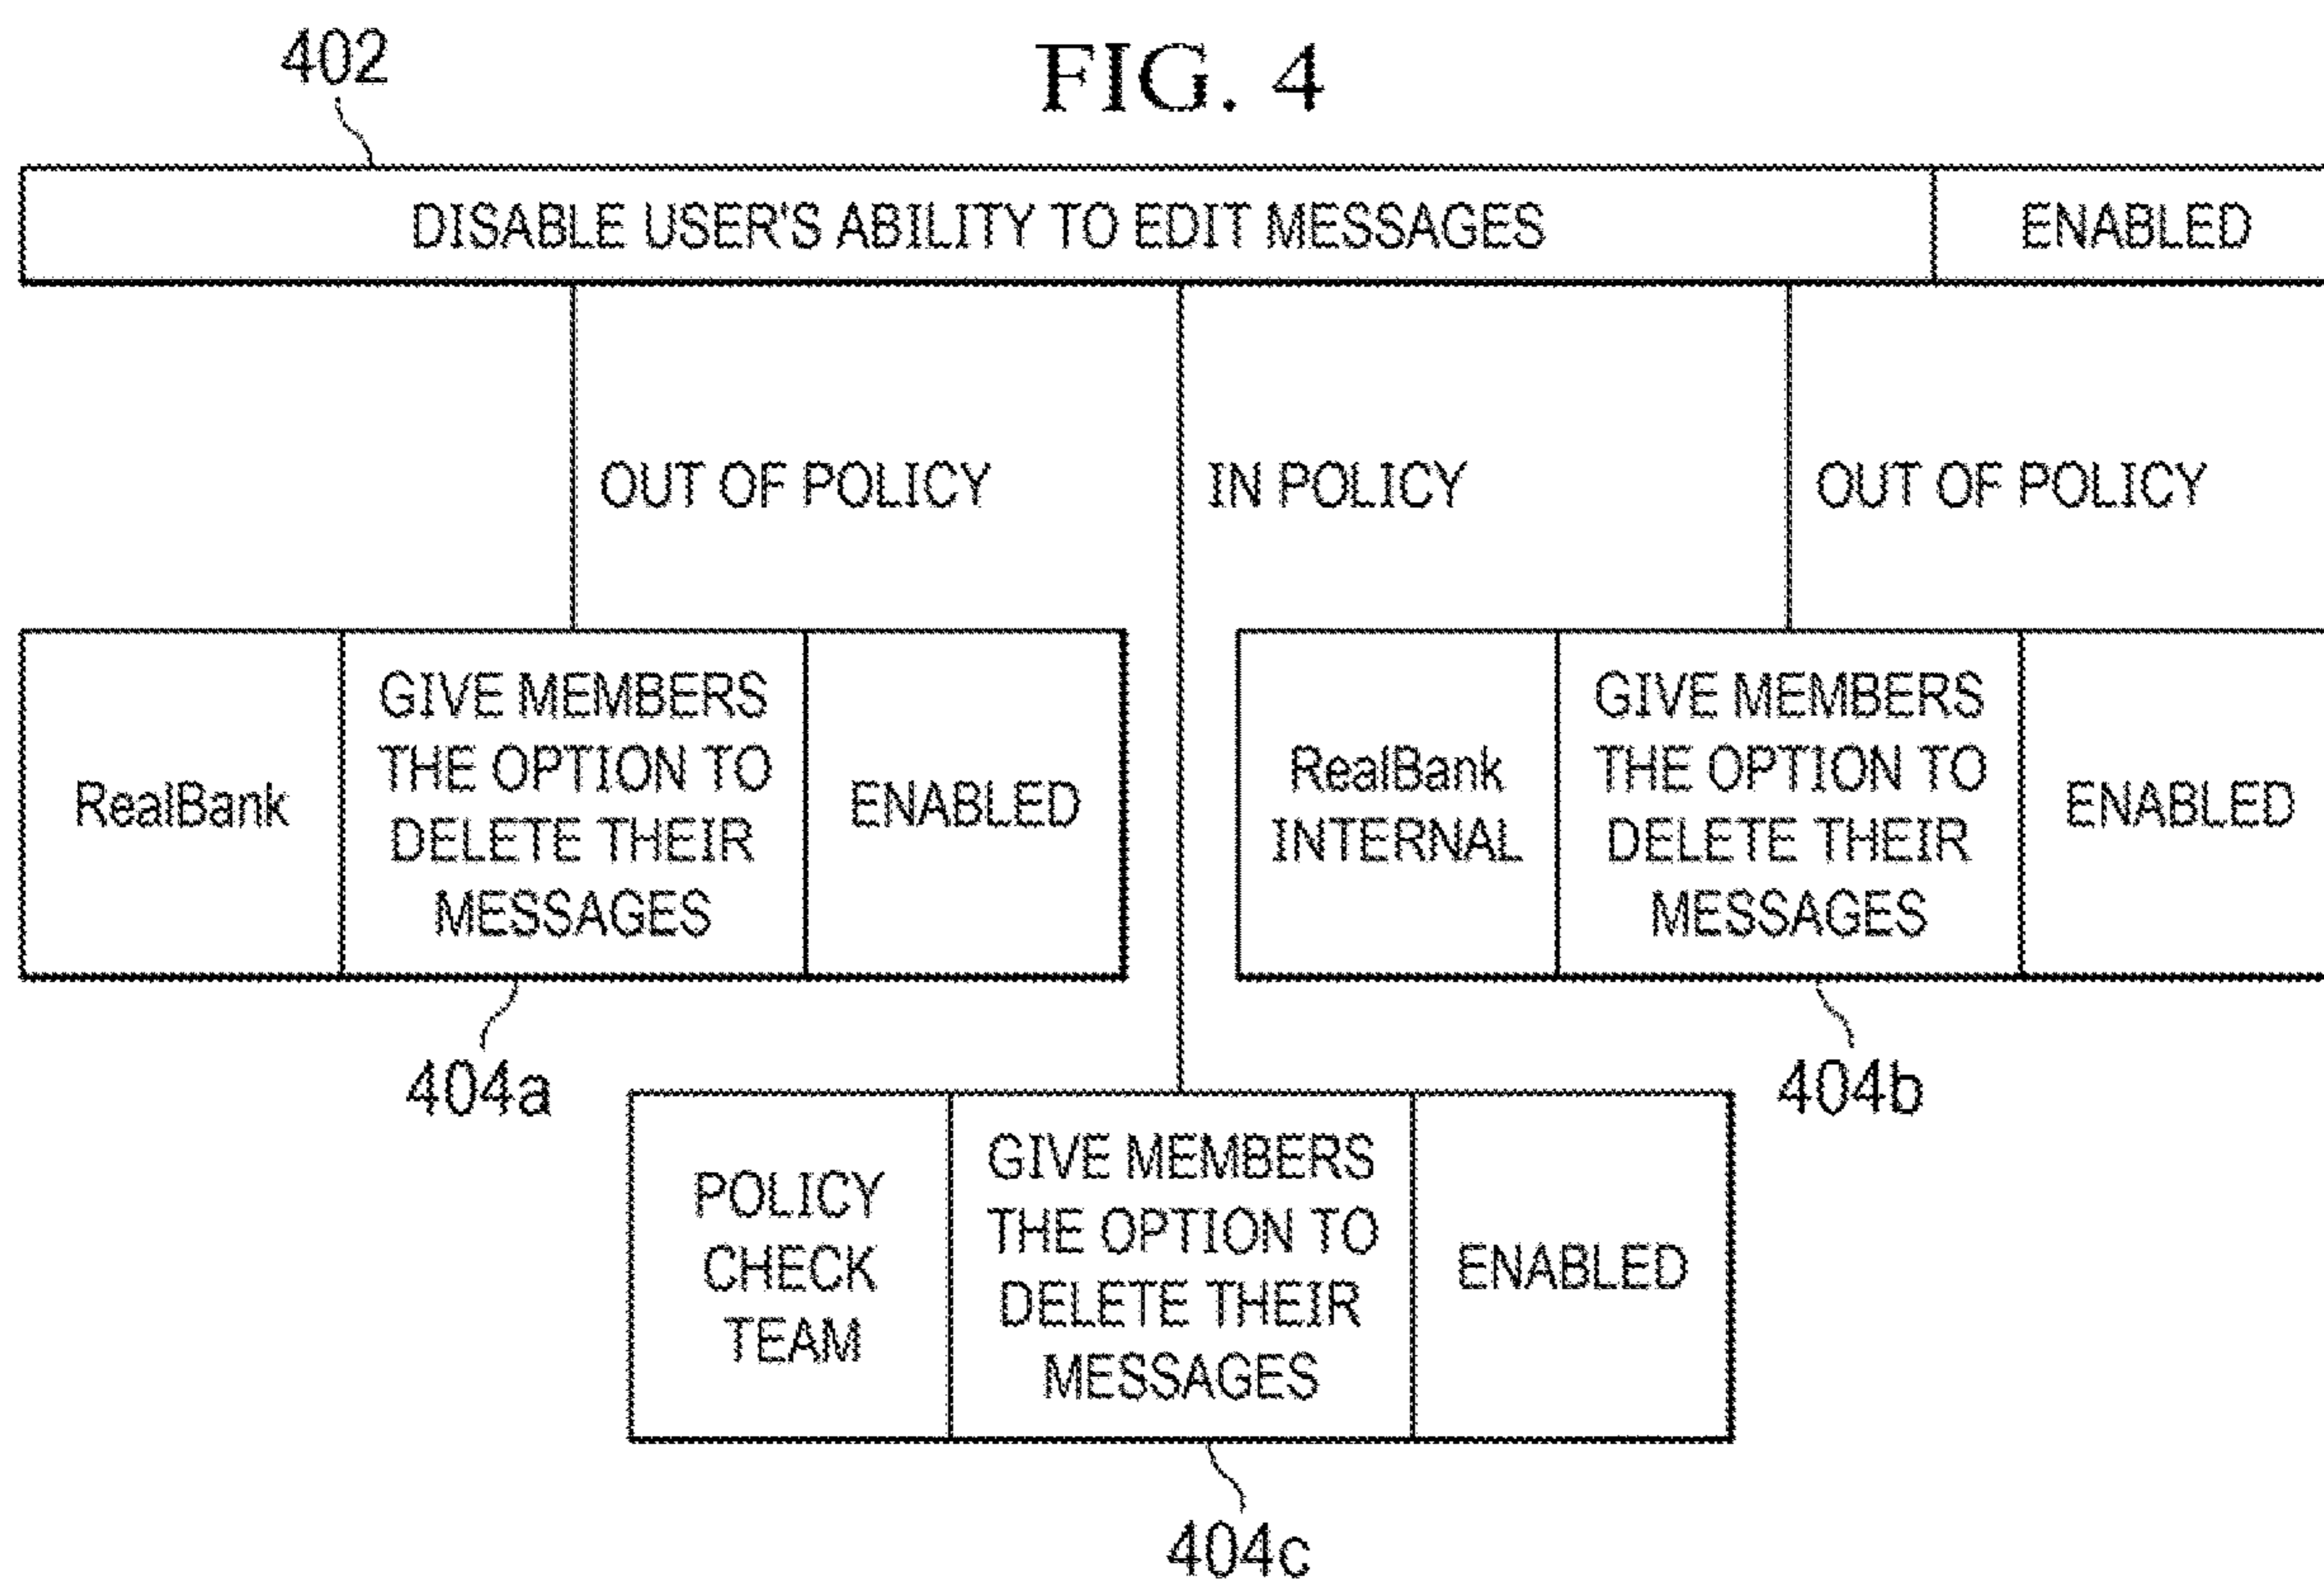 402
FIG. 4
DISABLE USER'S ABILITY TO EDIT MESSAGES
ENABLED
OUT OF POLICY
IN POLICY
OUT OF POLICY
RealBank
GIVE MEMBERS
THE OPTION TO
DELETE THEIR
MESSAGES
ENABLED
RealBank
INTERNAL
GIVE MEMBERS
THE OPTION TO
DELETE THEIR
MESSAGES
ENABLED
404a
404b
POLICY
CHECK
TEAM
GIVE MEMBERS
THE OPTION TO
DELETE THEIR
MESSAGES
ENABLED
404c